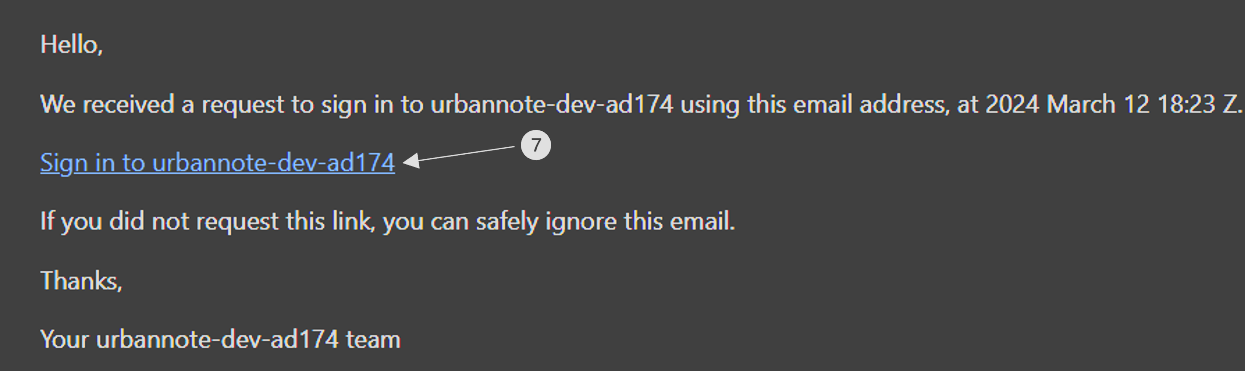 Hello,
We received a request to sign in to urbannote-dev-ad174 using this email address, at 2024 March 12 18:23 Z.
Sign in to urbannote-dev-ad174 7
If you did not request this link, you can safely ignore this email.
Thanks,
Your urbannote-dev-ad174 team